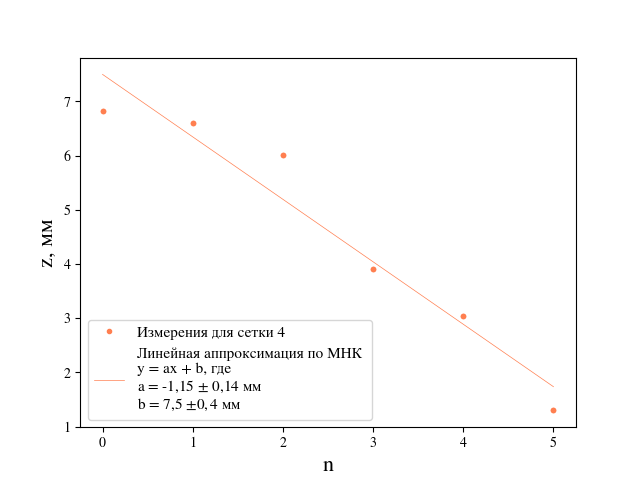 7
6
5
4
3
2
1
z, мм
Измерения для сетки 4
Линейная аппроксимация по МНК
y = ax + b, где
a = -1,15 ± 0,14 мм
b = 7,5 ±0,4 мм
0 1 2 3 4 5
n